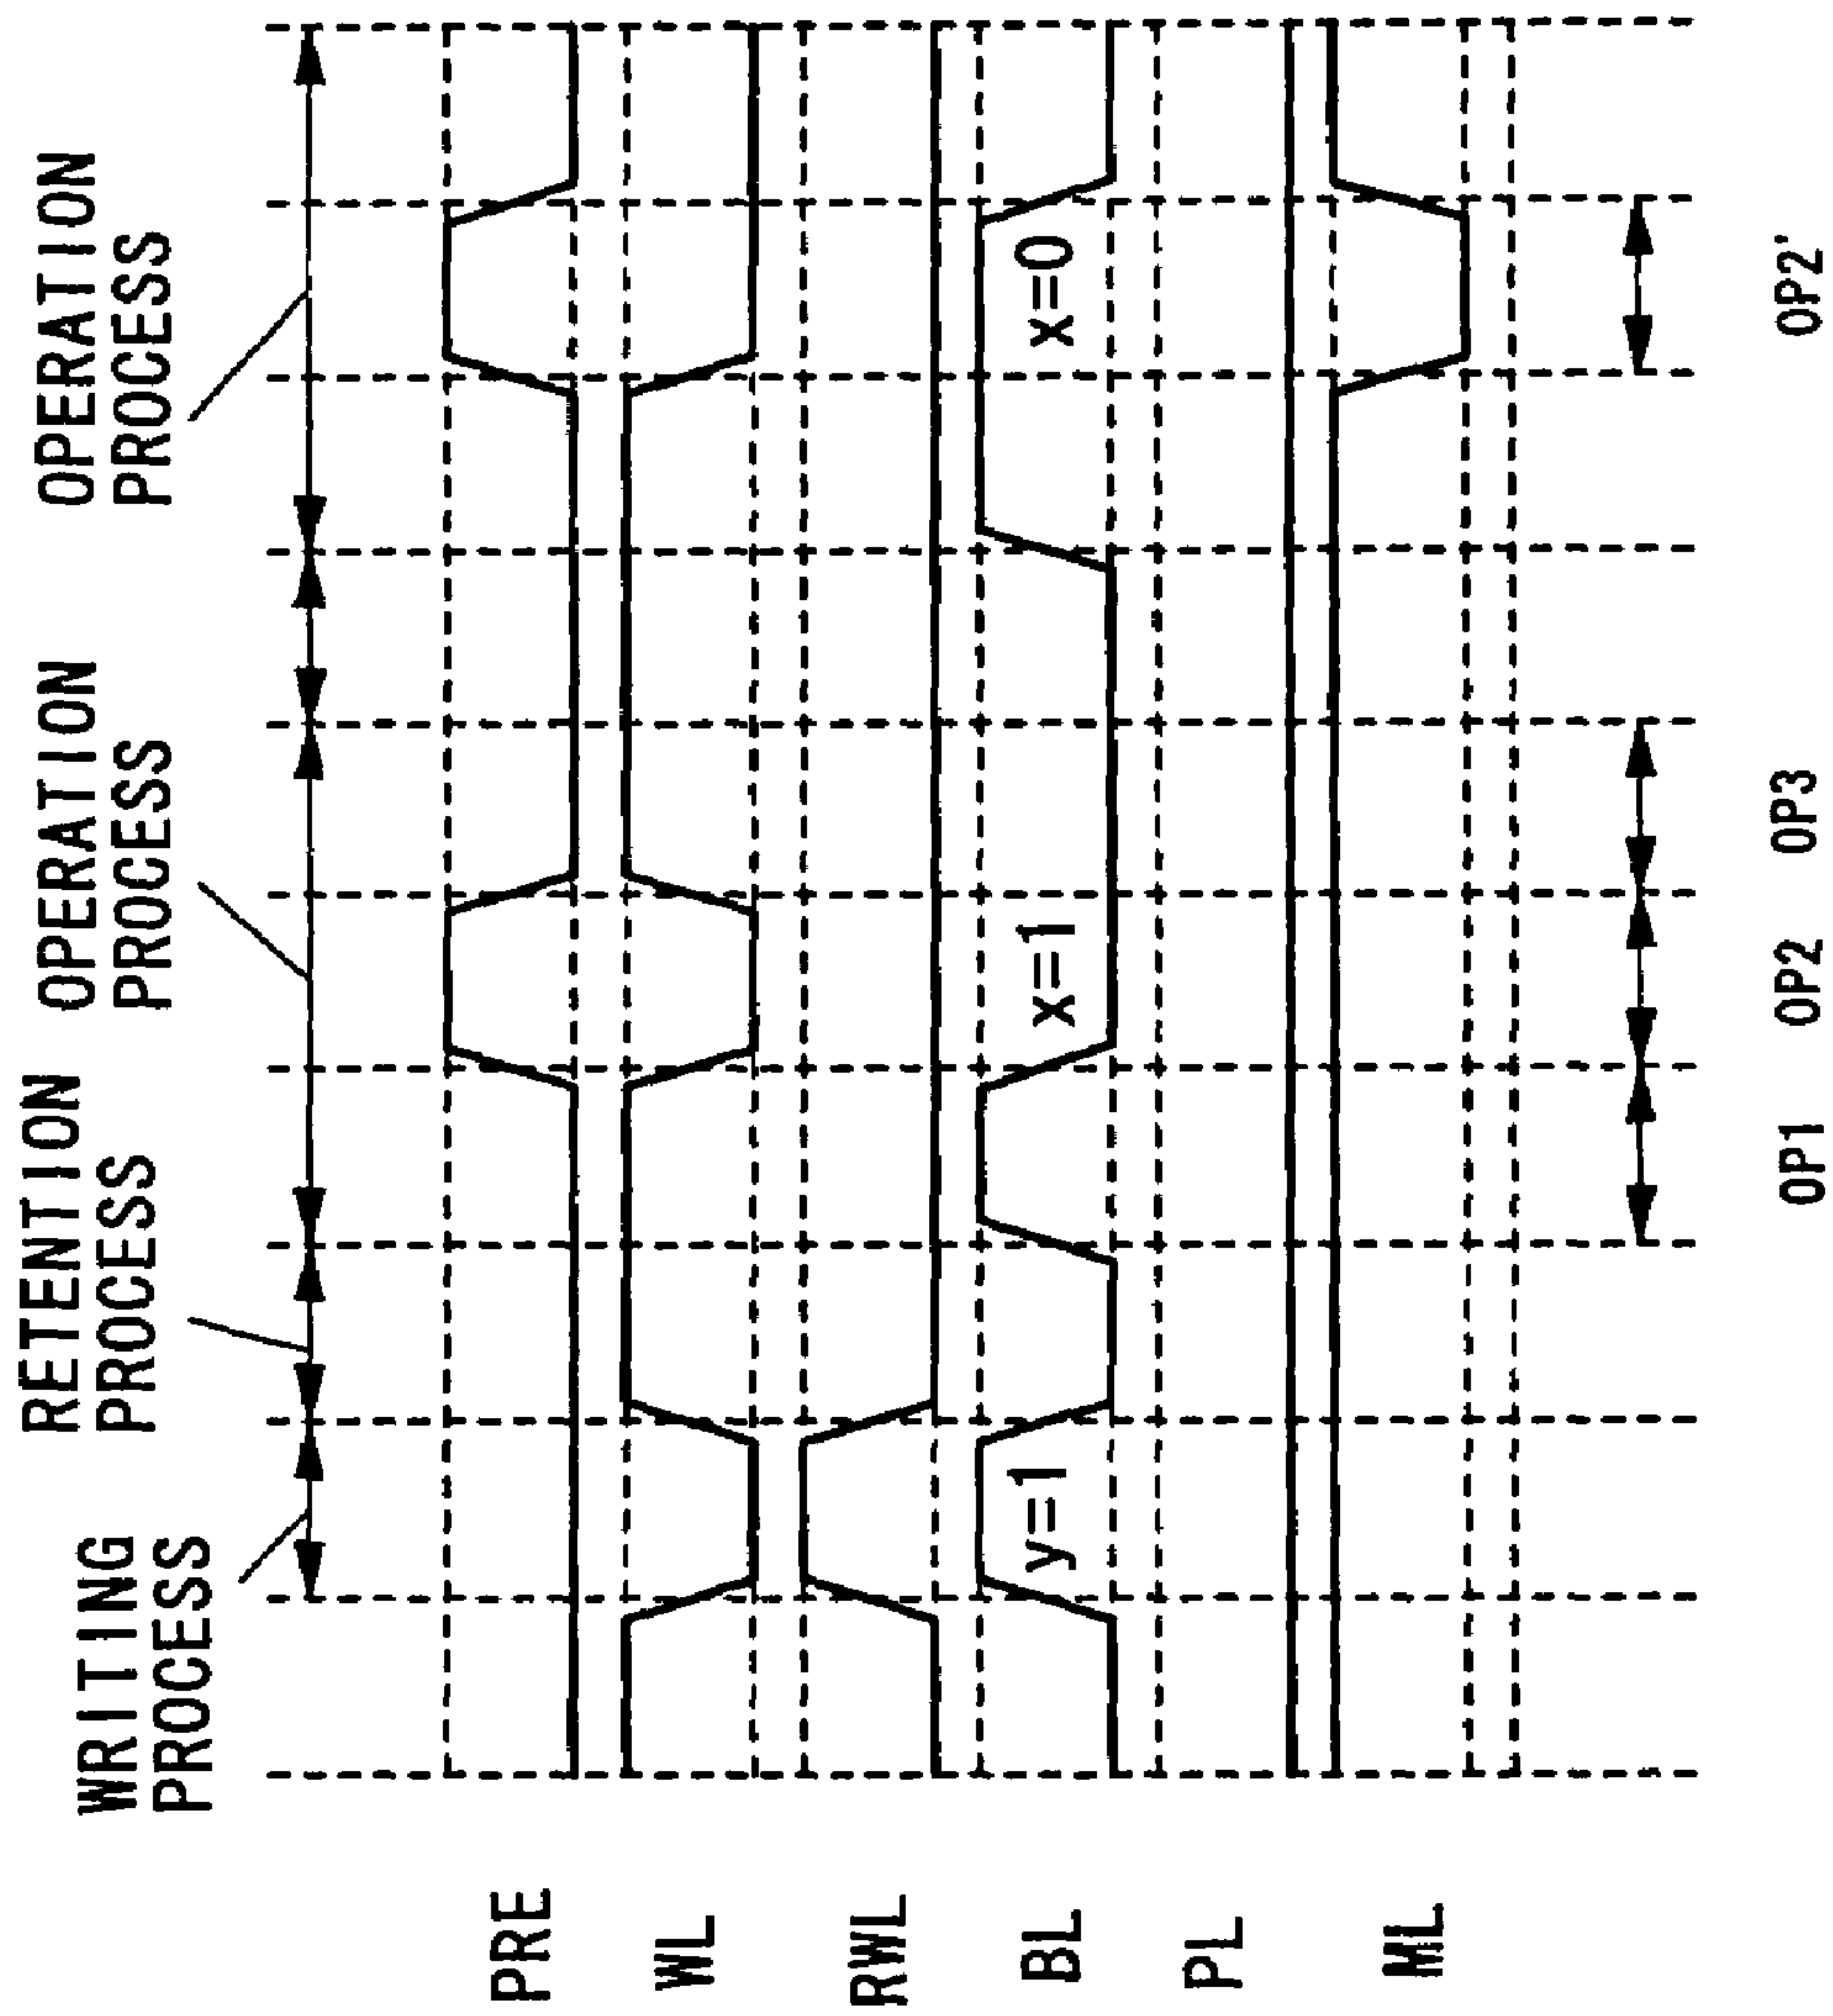 WRITING
PROCESS
RETENTION
PROCESS
OPERATION
PROCESS
OPERATION
PROCESS
PRE
WL
RWL
BL
y=1
x=1
x=0
PL
ML
OP1
OP2
OP3
OP2'